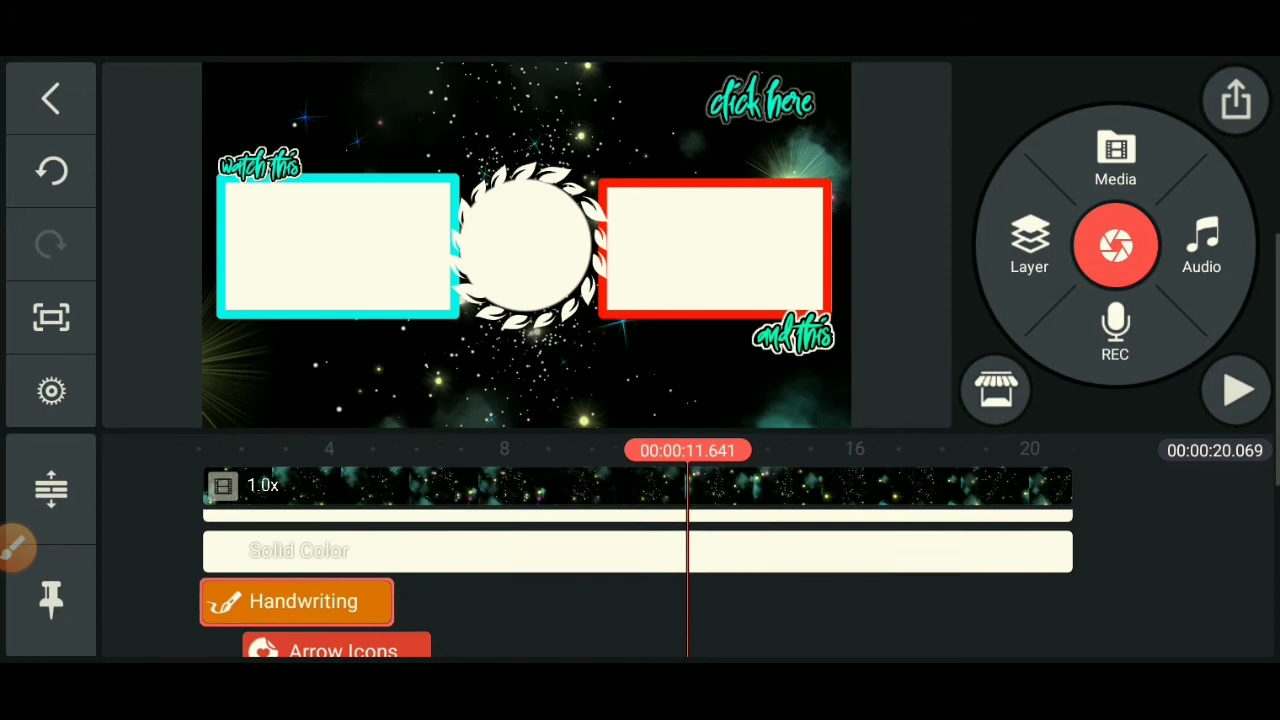 click here
watch this
and this
Media
Layer
Audio
REC
4
8
00:00:11.641
16
20
00:00:20.069
1.0x
Solid Color
Handwriting
Arrow Icons